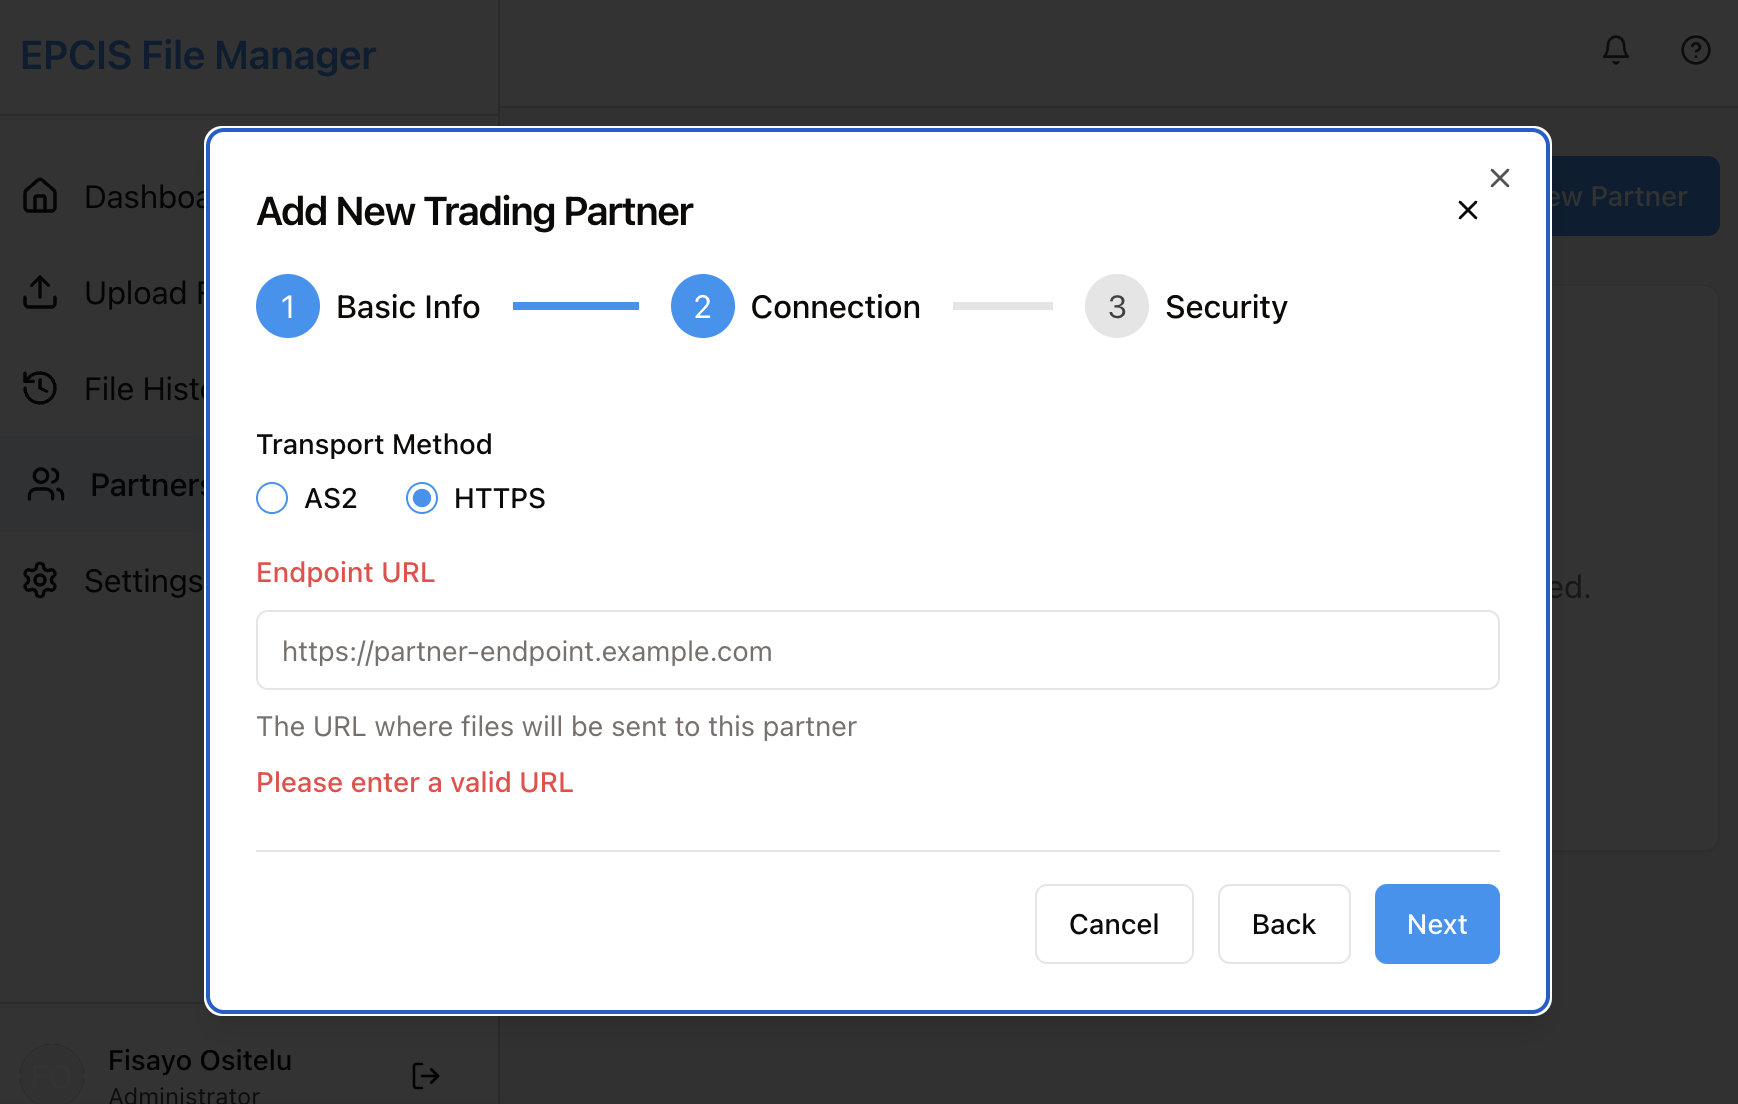 EPCIS File Manager
Add New Trading Partner
1 Basic Info 2 Connection 3 Security
Transport Method
AS2 HTTPS
Endpoint URL
https://partner-endpoint.example.com
The URL where files will be sent to this partner
Please enter a valid URL
Cancel Back Next
Dashboa
Upload F
File Histo
Partners
Settings
ew Partner
ed.
Fisayo Ositelu
Administrator